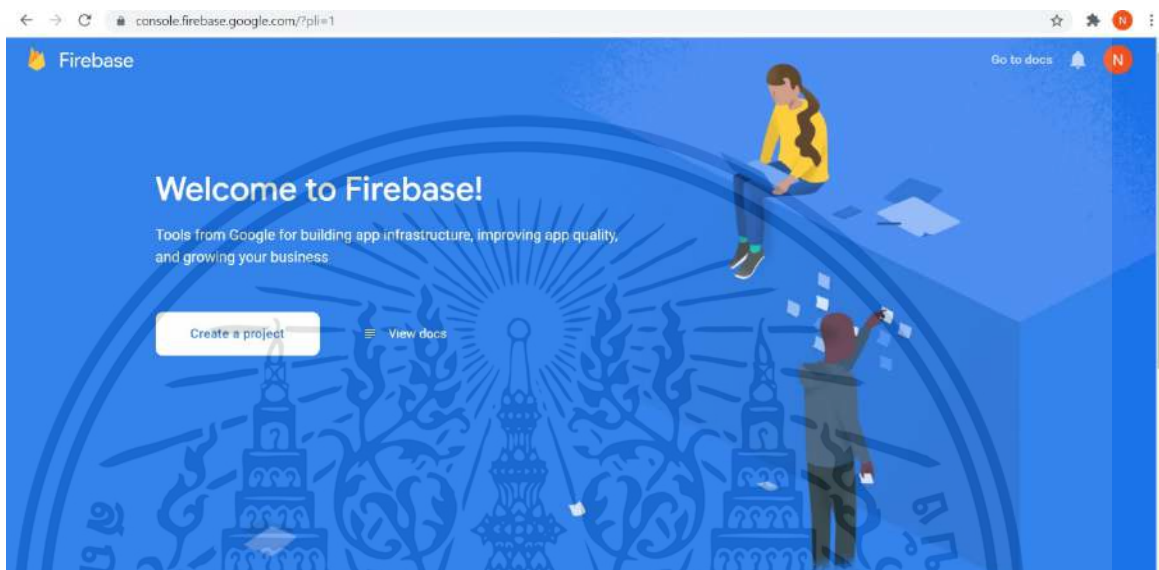 console.firebase.google.com/?pli=1
N
Firebase
Go to docs
N
Welcome to Firebase!
Tools from Google for building app infrastructure, improving app quality,
and growing your business
Create a project
View docs